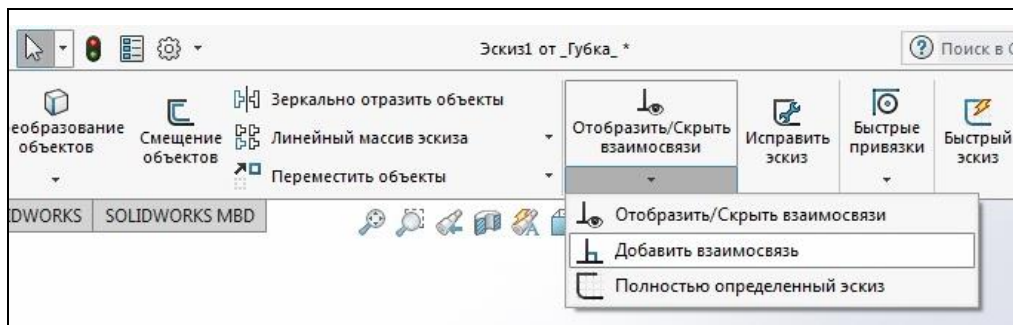 Эскиз1 от _Губка_ *
Поиск в
еобразование
объектов
Смещение
объектов
Зеркально отразить объекты
Линейный массив эскиза
Переместить объекты
Отобразить/Скрыть
взаимосвязи
Исправить
эскиз
Быстрые
привязки
Быстрый
эскиз
IDWORKS
SOLIDWORKS MBD
Отобразить/Скрыть взаимосвязи
Добавить взаимосвязь
Полностью определенный эскиз